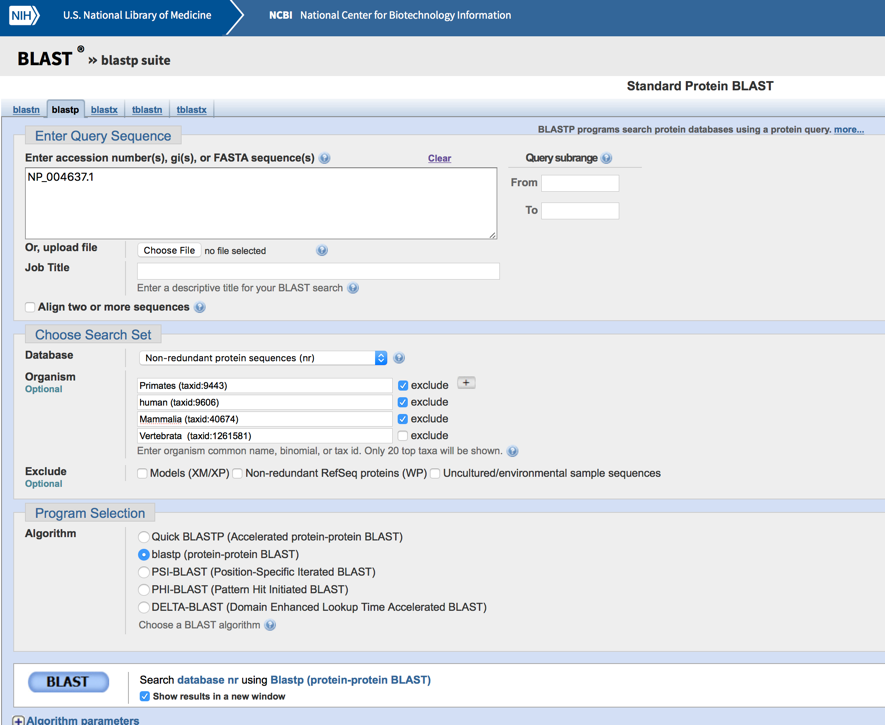 NIH U.S. National Library of Medicine NCBI National Center for Biotechnology Information
BLAST ® » blastp suite
Standard Protein BLAST
blastn blastp blastx tblastn tblastx
Enter Query Sequence
BLASTP programs search protein databases using a protein query. more...
Enter accession number(s), gi(s), or FASTA sequence(s) ? Clear Query subrange ?
NP_004637.1
From
To
Or, upload file Choose File no file selected ?
Job Title
Enter a descriptive title for your BLAST search ?
Align two or more sequences ?
Choose Search Set
Database Non-redundant protein sequences (nr) ?
Organism
Optional
Primates (taxid:9443) exclude +
human (taxid:9606) exclude
Mammalia (taxid:40674) exclude
Vertebrata (taxid:1261581) exclude
Enter organism common name, binomial, or tax id. Only 20 top taxa will be shown. ?
Exclude
Optional
Models (XM/XP) Non-redundant RefSeq proteins (WP) Uncultured/environmental sample sequences
Program Selection
Algorithm
Quick BLASTP (Accelerated protein-protein BLAST)
blastp (protein-protein BLAST)
PSI-BLAST (Position-Specific Iterated BLAST)
PHI-BLAST (Pattern Hit Initiated BLAST)
DELTA-BLAST (Domain Enhanced Lookup Time Accelerated BLAST)
Choose a BLAST algorithm ?
BLAST Search database nr using Blastp (protein-protein BLAST)
Show results in a new window
+ Algorithm parameters